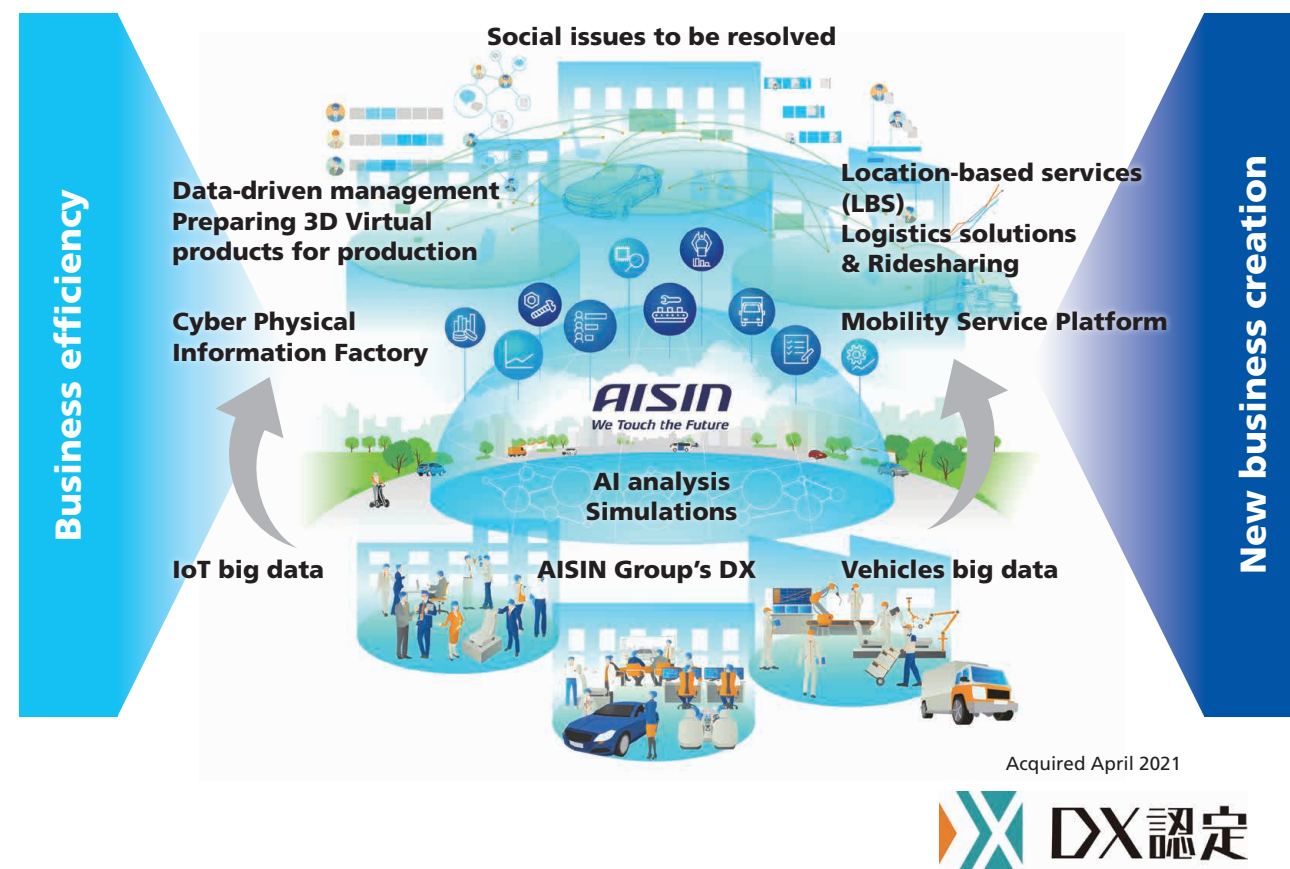 Social issues to be resolved
Business efficiency
Data-driven management
Preparing 3D Virtual
products for production
Cyber Physical
Information Factory
IoT big data
AISIN
We Touch the Future
AI analysis
Simulations
AISIN Group’s DX
Location-based services
(LBS)
Logistics solutions
& Ridesharing
Mobility Service Platform
Vehicles big data
New business creation
Acquired April 2021
DX認定